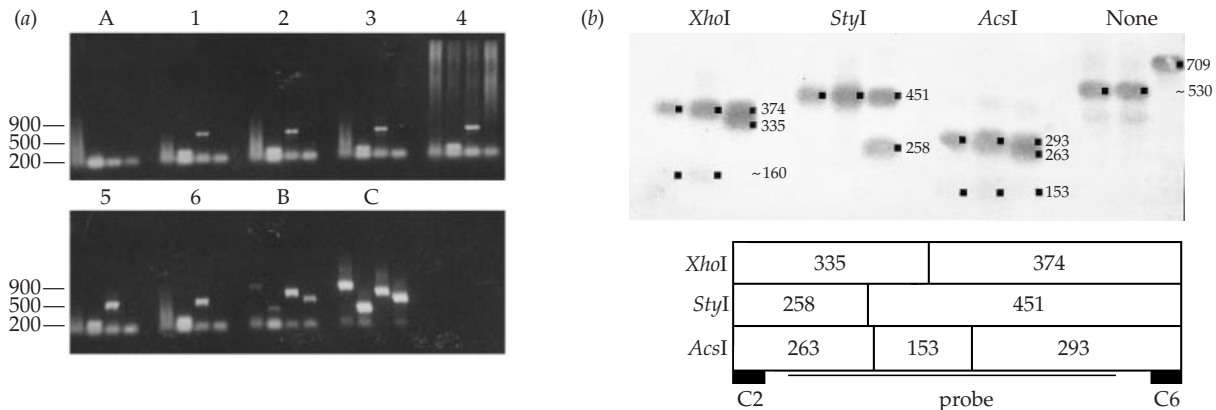 (a)
A 1 2 3 4
900
500
200
5 6 B C
900
500
200
(b)
XhoI StyI AcsI None
709
~530
374
335
~160
451
258
293
263
153
XhoI 335 374
StyI 258 451
AcsI 263 153 293
C2 probe C6